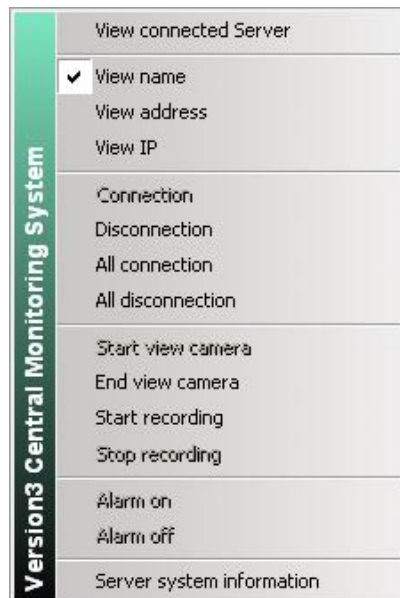 View connected Server
View name
View address
View IP
Connection
Disconnection
All connection
All disconnection
Start view camera
End view camera
Start recording
Stop recording
Alarm on
Alarm off
Server system information
Version3 Central Monitoring System